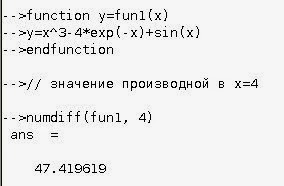 -->function y=fun1(x)
-->y=x^3-4*exp(-x)+sin(x)
-->endfunction
-->// значение производной в x=4
-->numdiff(fun1, 4)
ans =
47.419619